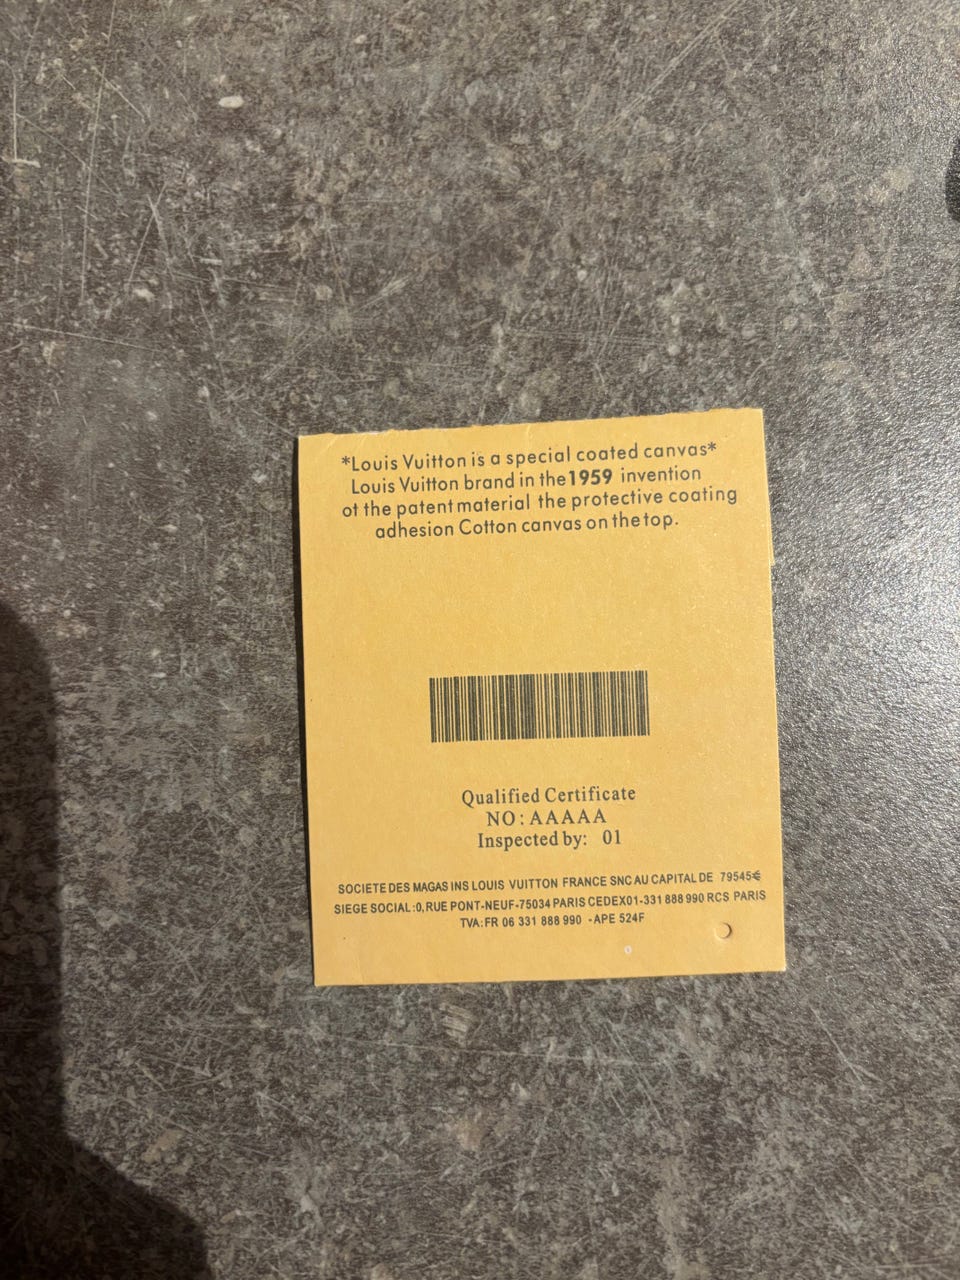 *Louis Vuitton is a special coated canvas*
Louis Vuitton brand in the 1959 invention
ot the patent material the protective coating
adhesion Cotton canvas on the top.
Qualified Certificate
NO: AAAAA
Inspected by: 01
SOCIETE DES MAGAS INS LOUIS VUITTON FRANCE SNC AU CAPITAL DE 79545€
SIEGE SOCIAL:0, RUE PONT-NEUF-75034 PARIS CEDEX01-331 888 990 RCS PARIS
TVA: FR 06 331 888 990 - APE 524F